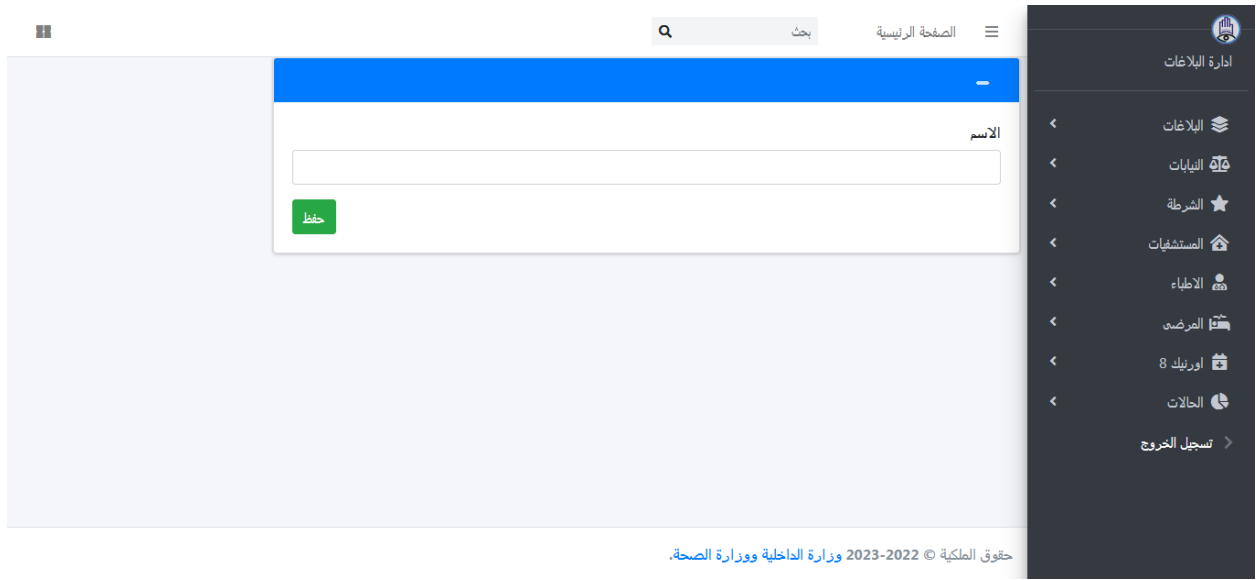 ادارة البلاغات
البلاغات
النيابات
الشرطة
المستشفيات
الاطباء
المرضى
اورنيك 8
الحالات
تسجيل الخروج
الصفحة الرئيسية
بحث
الاسم
حفظ
حقوق الملكية © 2022-2023 وزارة الداخلية ووزارة الصحة.